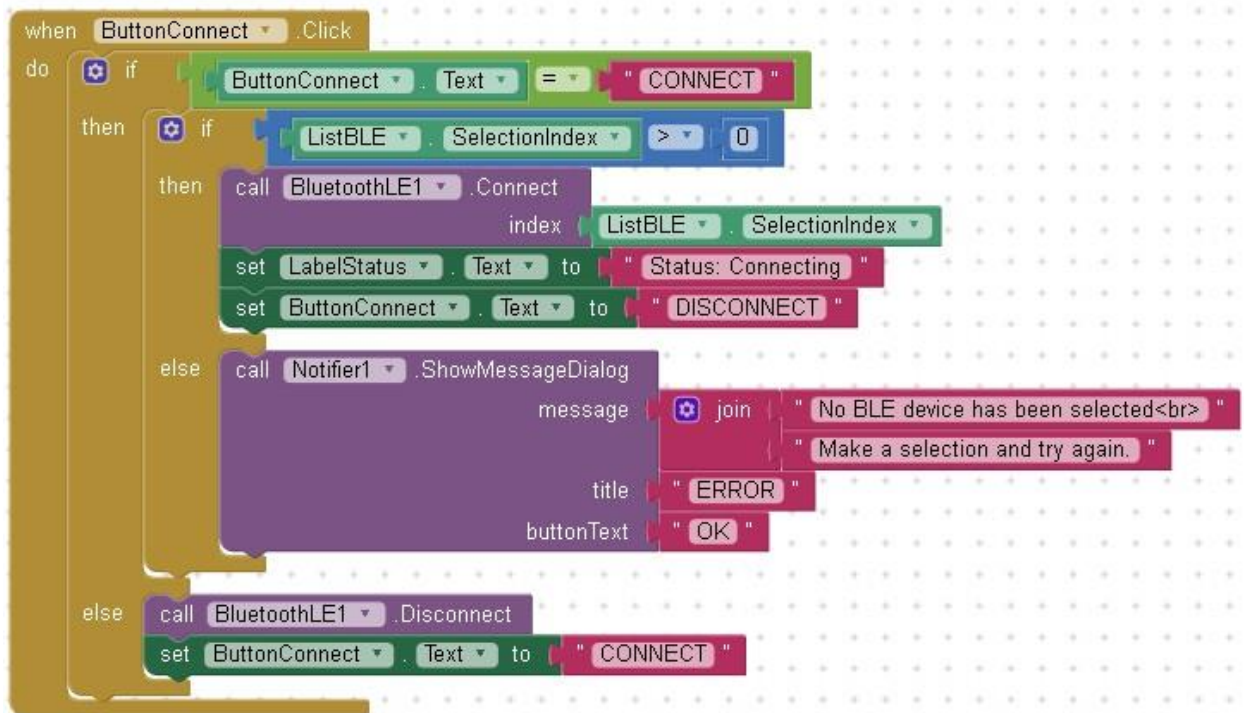 when ButtonConnect .Click
do if ButtonConnect . Text = " CONNECT "
then if ListBLE . SelectionIndex > 0
then call BluetoothLE1 .Connect
index ListBLE . SelectionIndex
set LabelStatus . Text to " Status: Connecting "
set ButtonConnect . Text to " DISCONNECT "
else call Notifier1 .ShowMessageDialog
message join " No BLE device has been selected<br> "
" Make a selection and try again. "
title " ERROR "
buttonText " OK "
else call BluetoothLE1 .Disconnect
set ButtonConnect . Text to " CONNECT "